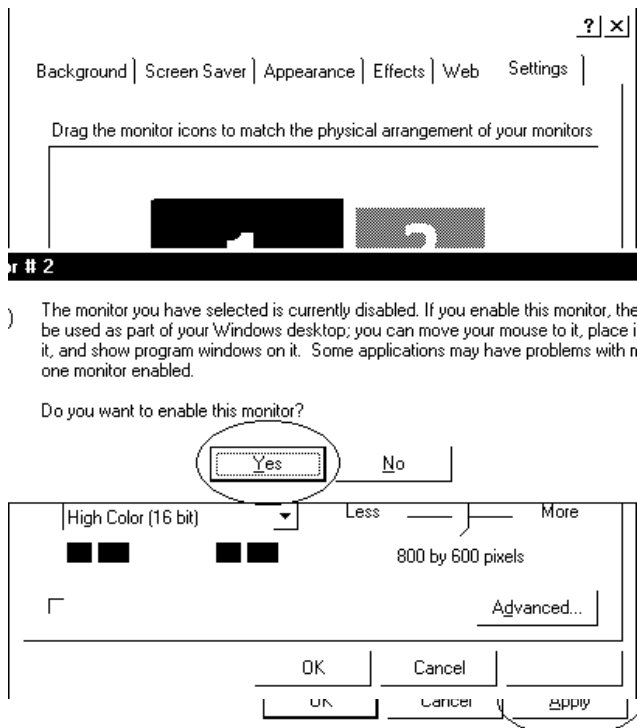 Background Screen Saver Appearance Effects Web Settings
Drag the monitor icons to match the physical arrangement of your monitors
1 2
# 2
The monitor you have selected is currently disabled. If you enable this monitor, the
be used as part of your Windows desktop; you can move your mouse to it, place
it, and show program windows on it. Some applications may have problems with
one monitor enabled.
Do you want to enable this monitor?
Yes No
High Color (16 bit) Less More
800 by 600 pixels
Advanced...
OK Cancel
OK Cancel Apply